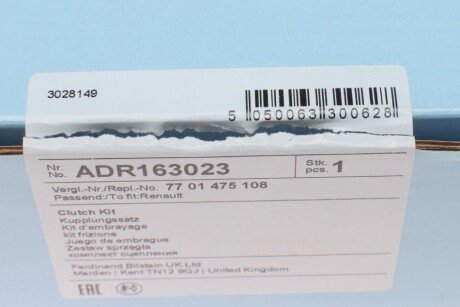 3028149
5 050063 300628
Nr. No. ADR163023 Stk. pcs. 1
Vergl.-Nr./Repl.-No. 77 01 475 108
Passend/To fit:Renault
Clutch Kit
Kupplungssatz
Kit d'embrayage
kit frizione
Juego de embrague
Zestaw sprzęgła
комплект сцепления
Ferdinand Bilstein UK Ltd
Marden | Kent TN12 9GJ | United Kingdom
EAC